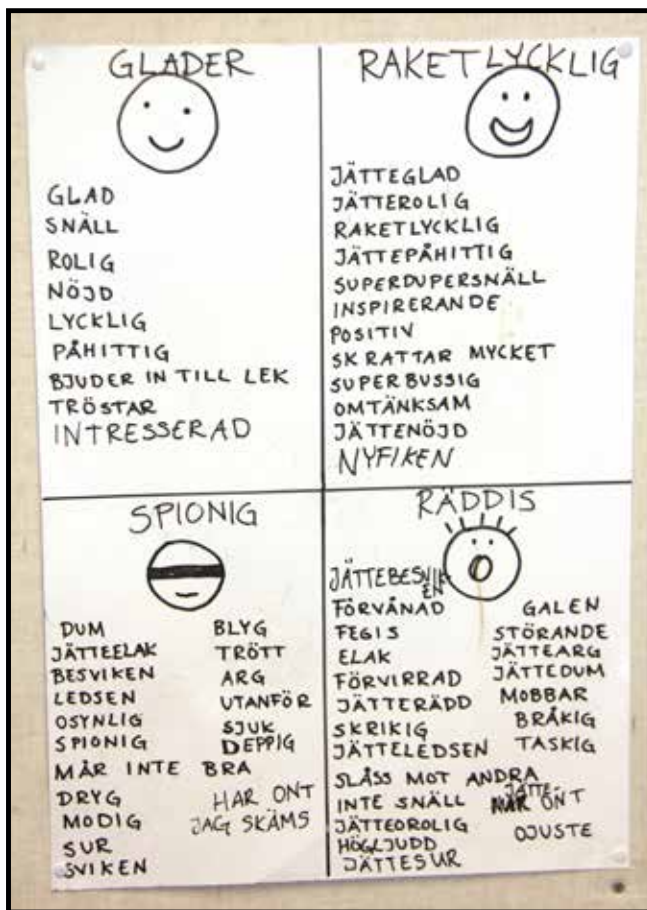 GLADER
GLAD
SNÄLL
ROLIG
NÖJD
LYCKLIG
PÅHITTIG
BJUDER IN TILL LEK
TRÖSTAR
INTRESSERAD
RAKETLYCKLIG
JÄTTEGLAD
JÄTTEROLIG
RAKETLYCKLIG
JÄTTEPÅHITTIG
SUPERDUPERSNÄLL
INSPIRERANDE
POSITIV
SKRATTAR MYCKET
SUPERBUSSIG
OMTÄNKSAM
JÄTTENÖJD
NYFIKEN
SPIONIG
DUM
JÄTTEELAK
BESVIKEN
LEDSEN
OSYNLIG
SPIONIG
MÅR INTE BRA
DRYG
MODIG
SUR
SVIKEN
BLYG
TRÖTT
ARG
UTANFÖR
SJUK
DEPPIG
HAR ONT
JAG SKÄMS
RÄDDIS
JÄTTEBESVIK-
EN
FÖRVÅNAD
FEGIS
ELAK
FÖRVIRRAD
JÄTTERÄDD
SKRIKIG
JÄTTELEDSEN
SLÅSS MOT ANDRA
INTE SNÄLL
JÄTTEOROLIG
HÖGLJUDD
JÄTTESUR
GALEN
STÖRANDE
JÄTTEARG
JÄTTEDUM
MOBBAR
BRÅKIG
TASKIG
JÄTTE-
ONT
OJUSTE